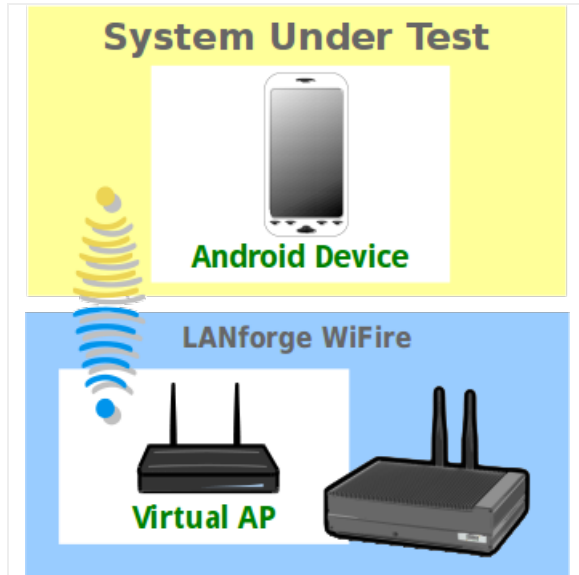 System Under Test
Android Device
LANforge WiFire
Virtual AP